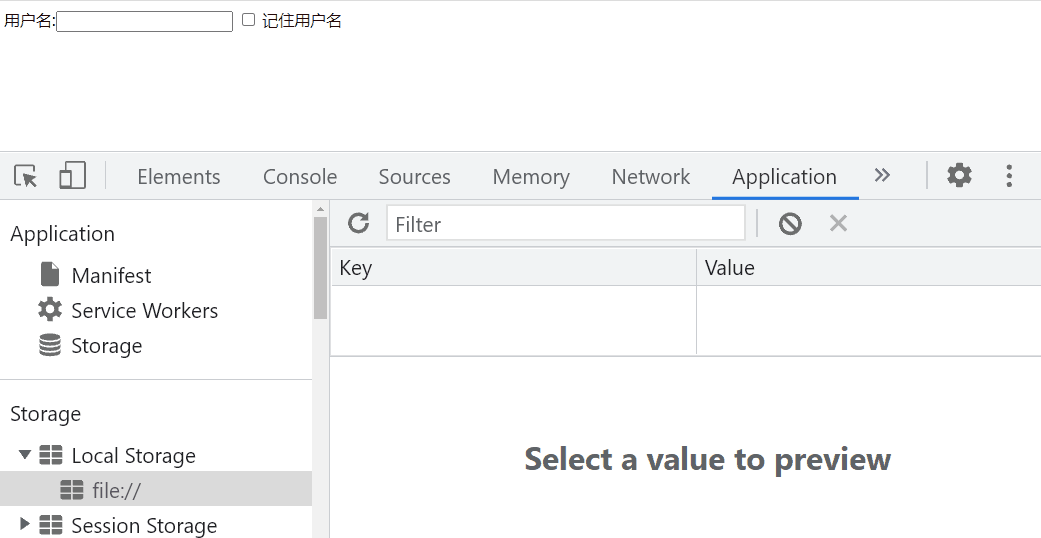 用户名: 记住用户名
Elements Console Sources Memory Network Application
Application
Manifest
Service Workers
Storage
Storage
Local Storage
file://
Session Storage
Filter
Key Value
Select a value to preview